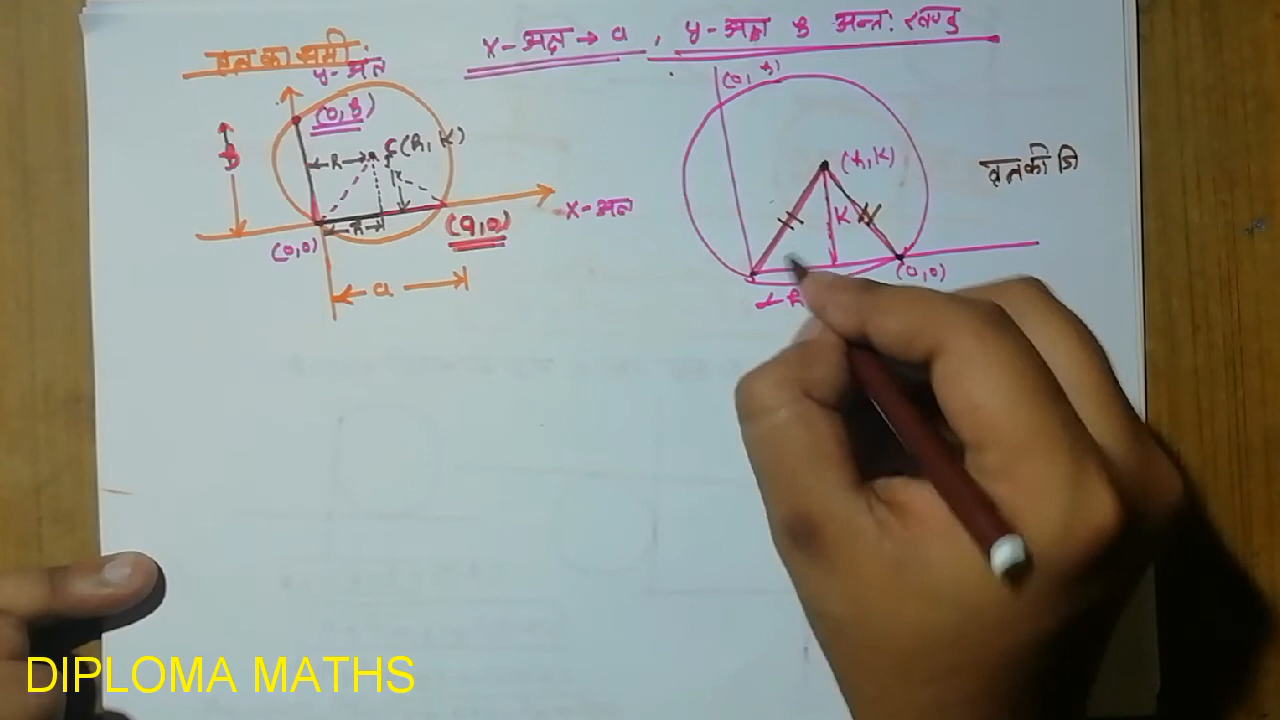 वृत्त का समी.
x-अक्ष → a , y-अक्ष b अन्त: खण्ड
y-अक्ष
(0, b)
b
h
C(h, k)
k
(0,0)
h
(a,0)
x-अक्ष
a
(0, b)
(h, k)
k
(a,0)
h
वृत्त की त्रि
DIPLOMA MATHS